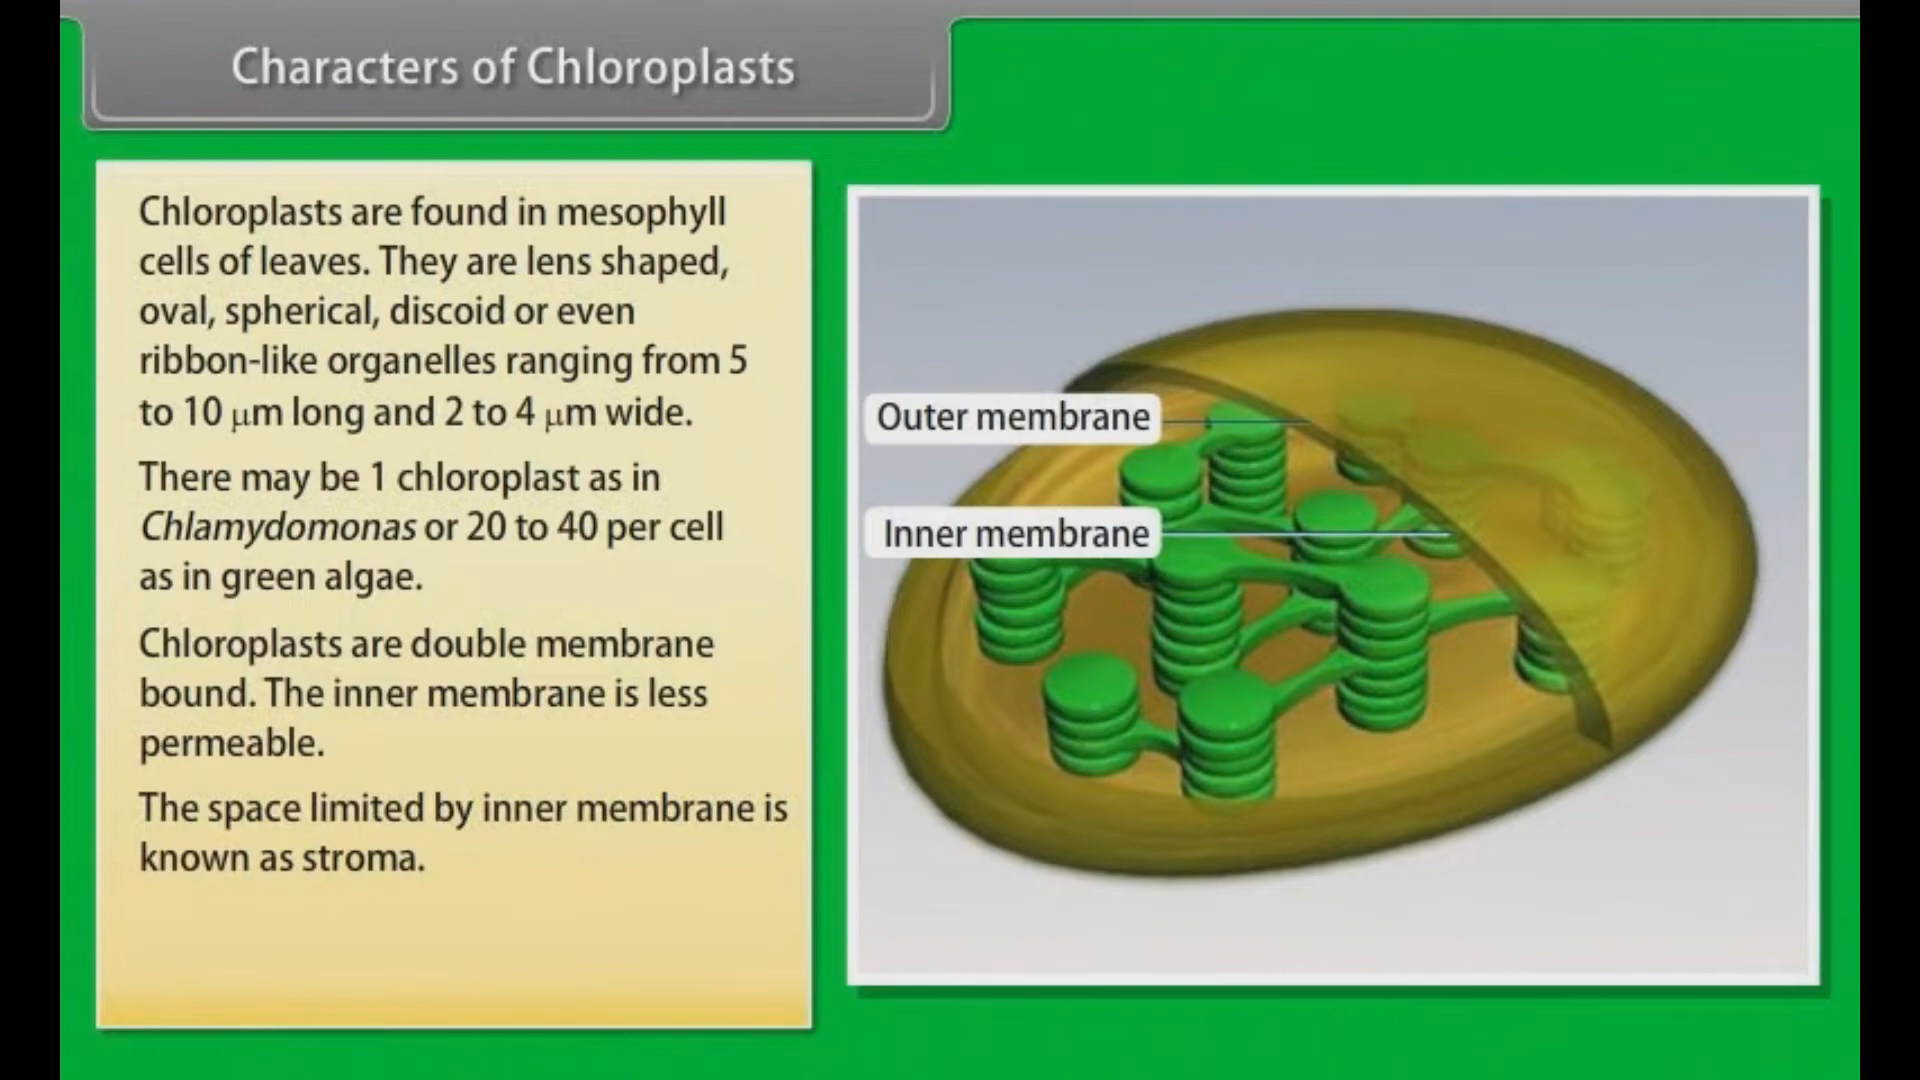 Characters of Chloroplasts
Chloroplasts are found in mesophyll
cells of leaves. They are lens shaped,
oval, spherical, discoid or even
ribbon-like organelles ranging from 5
to 10 μm long and 2 to 4 μm wide.
There may be 1 chloroplast as in
Chlamydomonas or 20 to 40 per cell
as in green algae.
Chloroplasts are double membrane
bound. The inner membrane is less
permeable.
The space limited by inner membrane is
known as stroma.
Outer membrane
Inner membrane